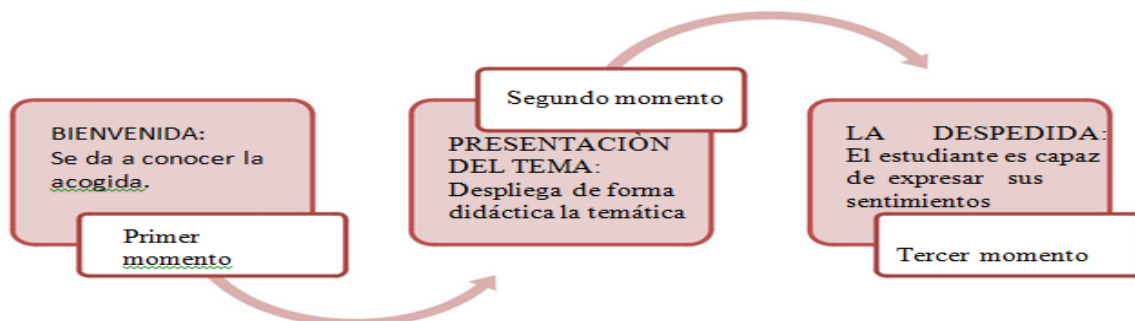 BIENVENIDA:
Se da a conocer la
acogida.
Primer
momento
Segundo momento
PRESENTACIÒN
DEL TEMA:
Despliega de forma
didáctica la temática
LA DESPEDIDA:
El estudiante es capaz
de expresar sus
sentimientos
Tercer momento